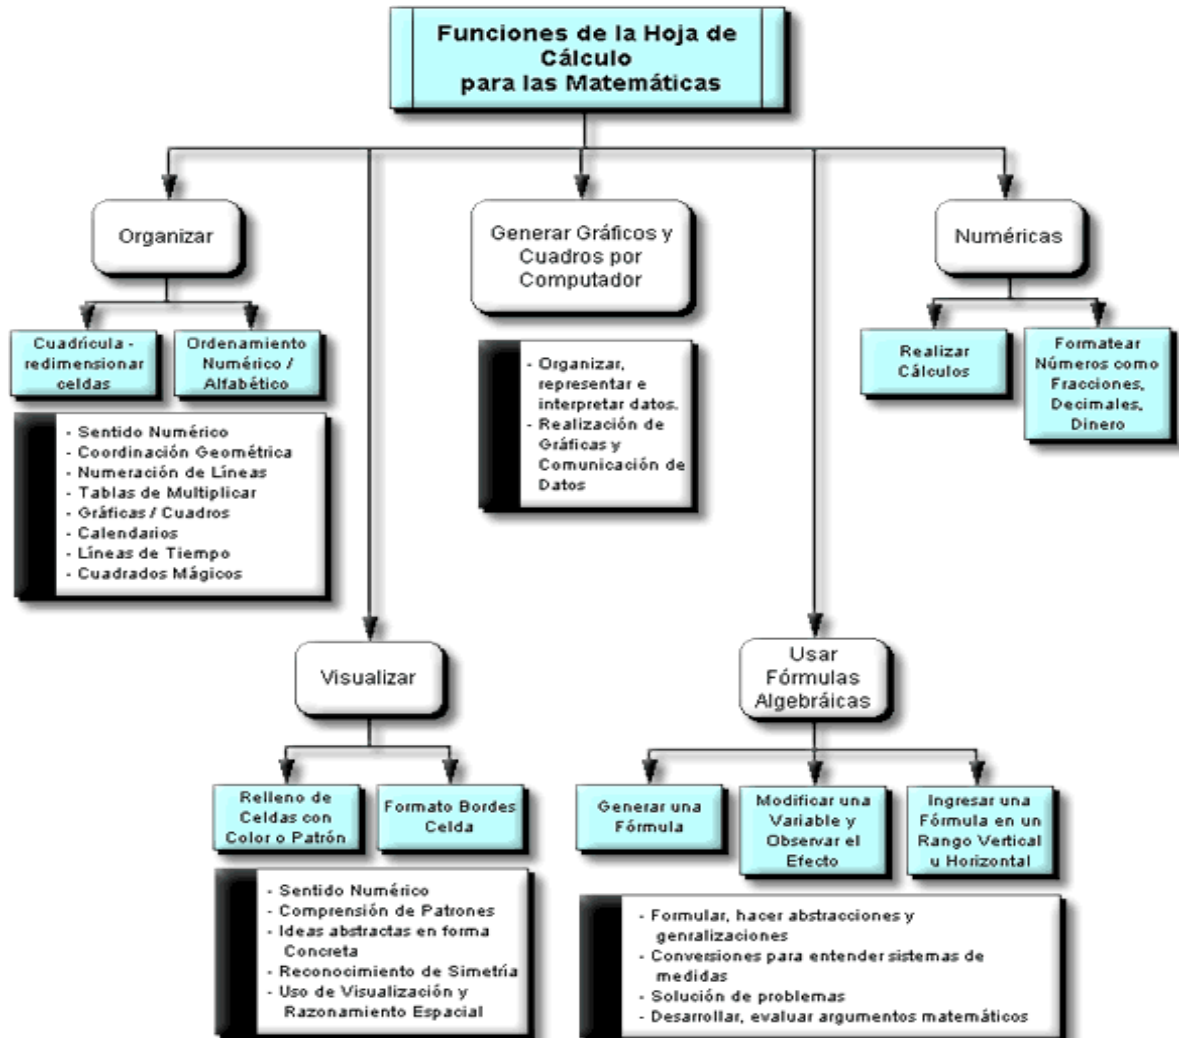 Funciones de la Hoja de
Cálculo
para las Matemáticas
Organizar
Generar Gráficos y
Cuadros por
Computador
Numéricas
Cuadrícula -
redimensionar
celdas
Ordenamiento
Numérico /
Alfabético
- Organizar,
representar e
interpretar datos.
- Realización de
Gráficas y
Comunicación de
Datos
Realizar
Cálculos
Formatear
Números como
Fracciones,
Decimales,
Dinero
- Sentido Numérico
- Coordinación Geométrica
- Numeración de Líneas
- Tablas de Multiplicar
- Gráficas / Cuadros
- Calendarios
- Líneas de Tiempo
- Cuadrados Mágicos
Visualizar
Usar
Fórmulas
Algebráicas
Relleno de
Celdas con
Color o Patrón
Formato Bordes
Celda
Generar una
Fórmula
Modificar una
Variable y
Observar el
Efecto
Ingresar una
Fórmula en un
Rango Vertical
u Horizontal
- Sentido Numérico
- Comprensión de Patrones
- Ideas abstractas en forma
Concreta
- Reconocimiento de Simetría
- Uso de Visualización y
Razonamiento Espacial
- Formular, hacer abstracciones y
genralizaciones
- Conversiones para entender sistemas de
medidas
- Solución de problemas
- Desarrollar, evaluar argumentos matemáticos